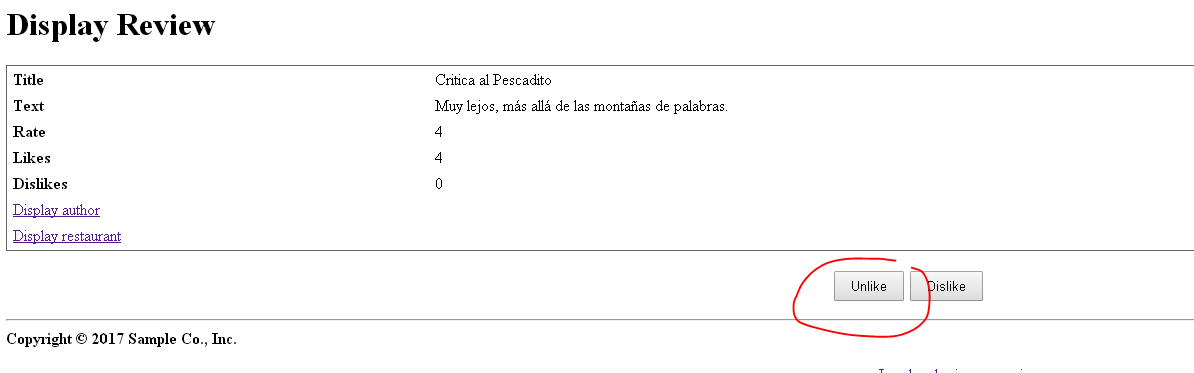 Display Review
Title Critica al Pescadito
Text Muy lejos, más allá de las montañas de palabras.
Rate 4
Likes 4
Dislikes 0
Display author
Display restaurant
Unlike Dislike
Copyright © 2017 Sample Co., Inc.